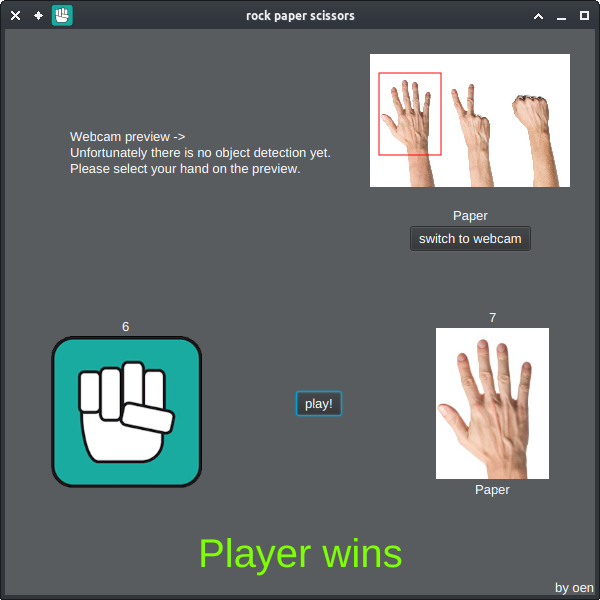 rock paper scissors
Webcam preview ->
Unfortunately there is no object detection yet.
Please select your hand on the preview.
Paper
switch to webcam
6
7
play!
Paper
Player wins
by oen